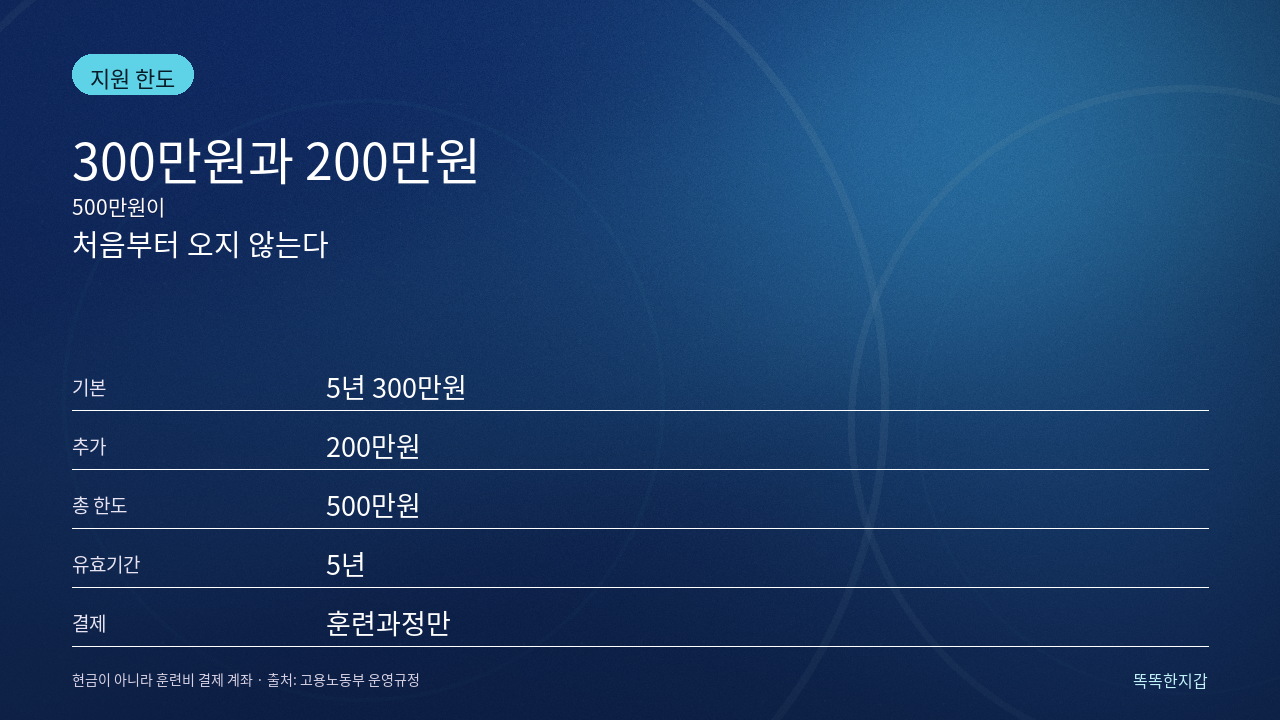 지원 한도
300만원과 200만원
500만원이
처음부터 오지 않는다
기본 5년 300만원
추가 200만원
총 한도 500만원
유효기간 5년
결제 훈련과정만
현금이 아니라 훈련비 결제 계좌 · 출처: 고용노동부 운영규정
똑똑한지갑